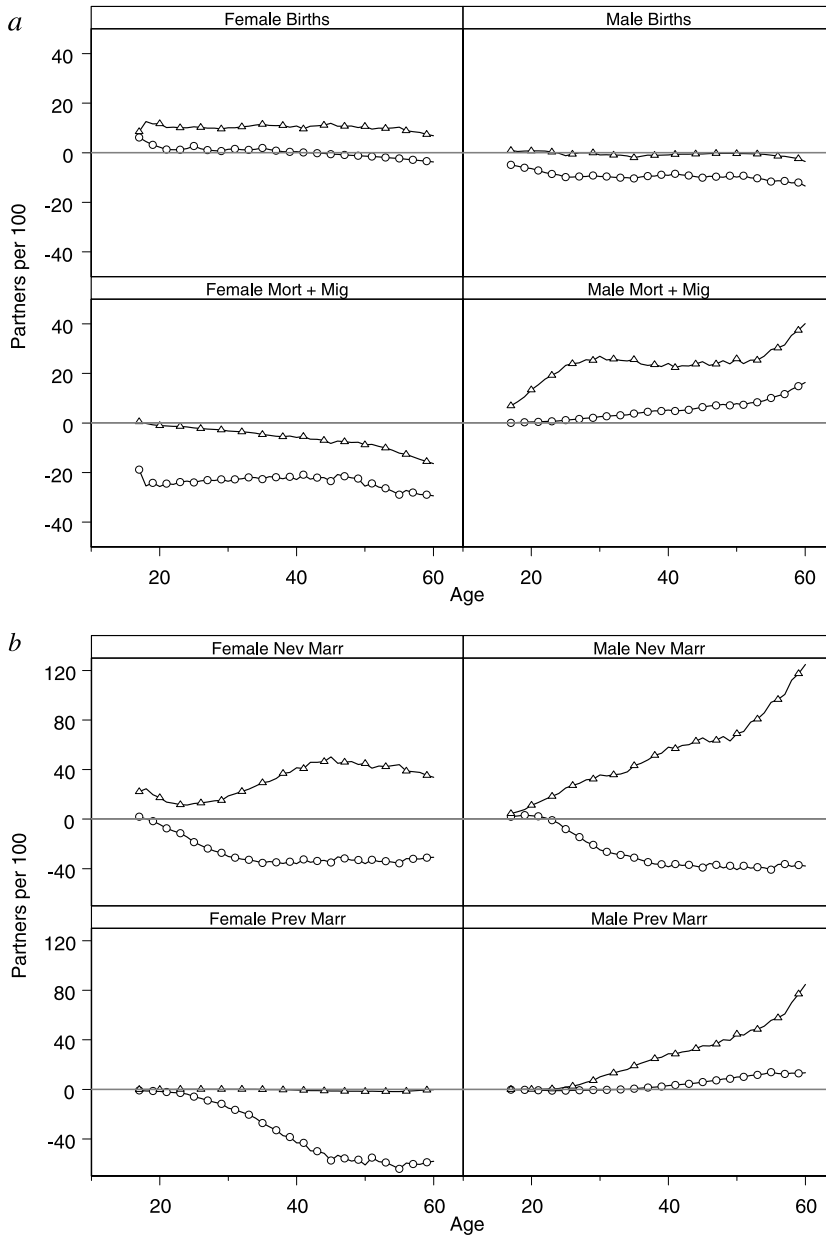 a
Female Births
Male Births
40
20
0
-20
-40
Female Mort + Mig
Male Mort + Mig
40
20
0
-20
-40
Partners per 100
20
40
60
20
40
60
Age
b
Female Nev Marr
Male Nev Marr
120
80
40
0
-40
Female Prev Marr
Male Prev Marr
120
80
40
0
-40
Partners per 100
20
40
60
20
40
60
Age